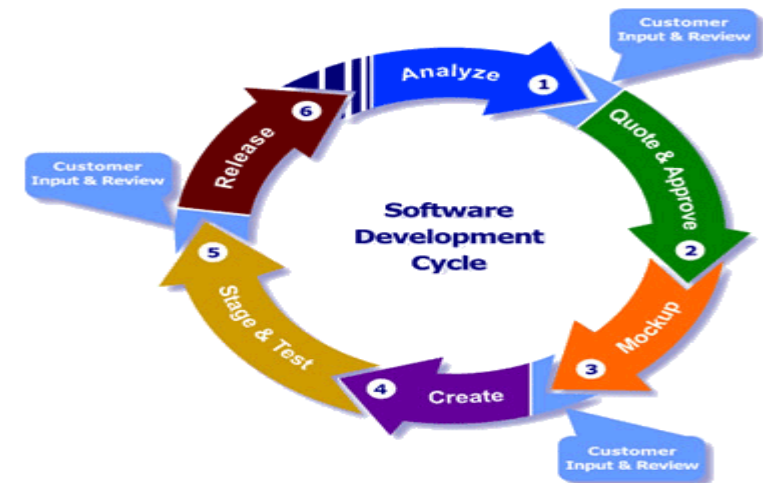 Customer
Input & Review
Analyze
1
Quote & Approve
2
Mockup
3
Customer
Input & Review
Create
4
Stage & Test
5
Customer
Input & Review
Release
6
Software
Development
Cycle